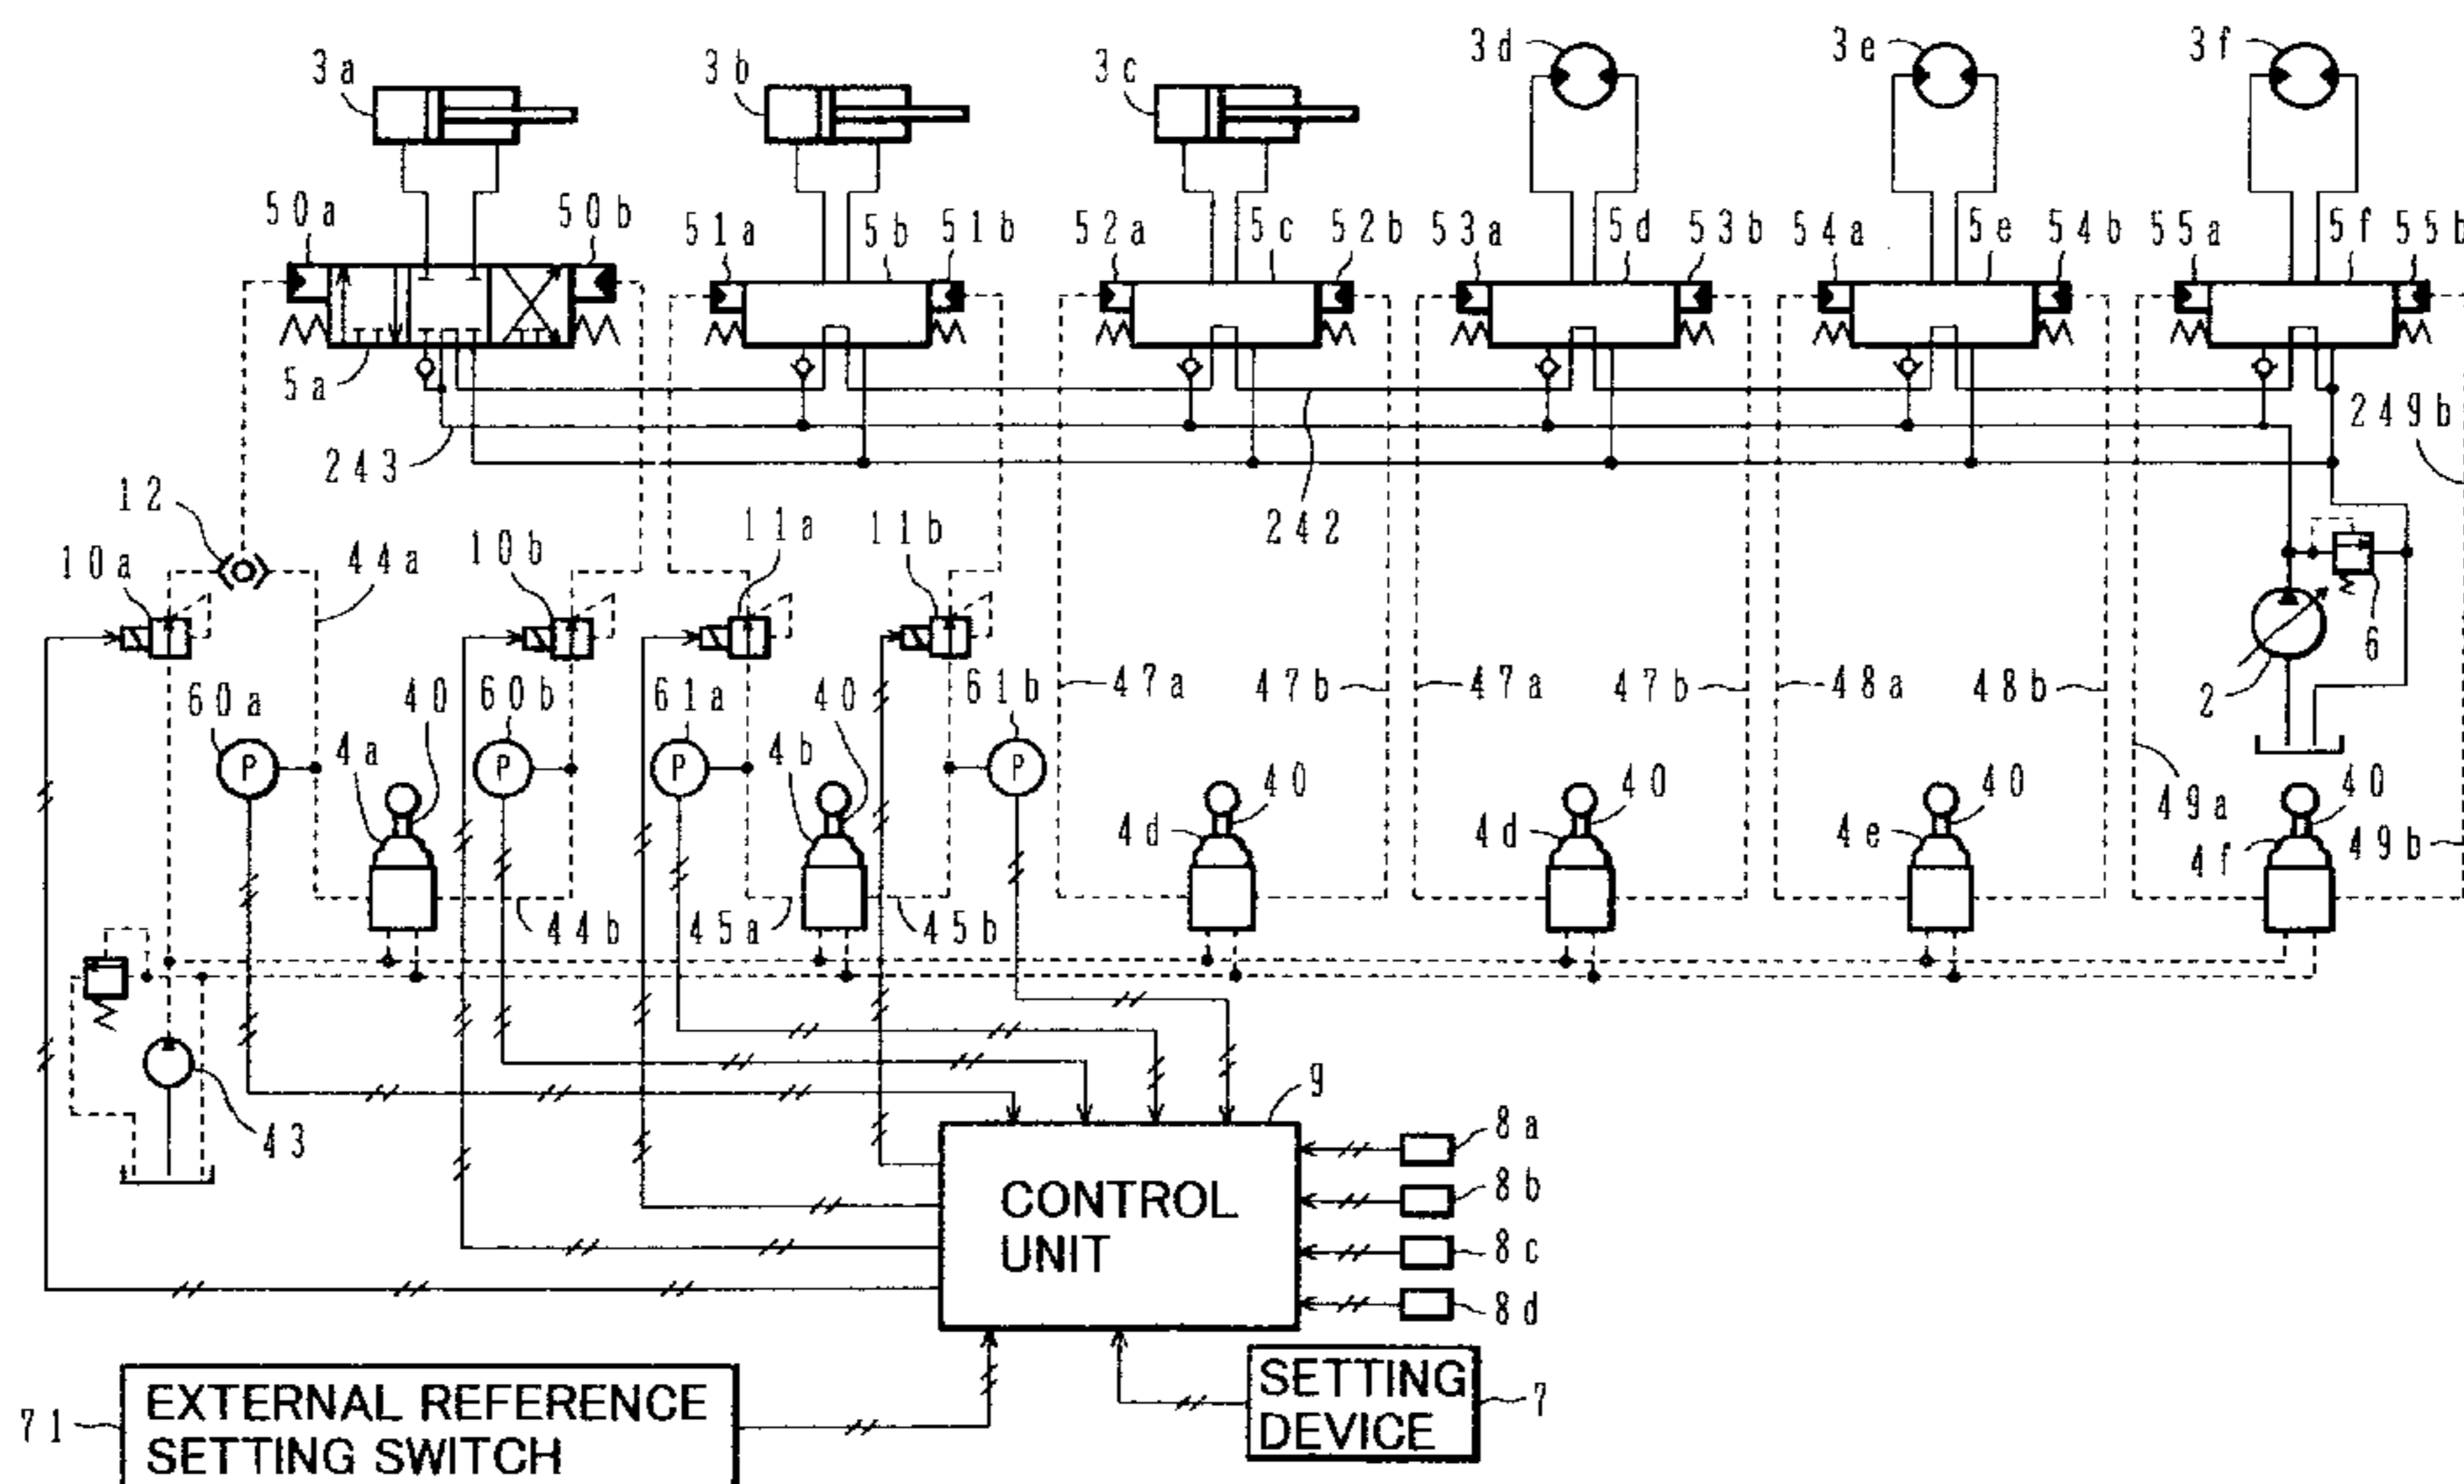 3a 3b 3c 3d 3e 3f
50a 50b 51a 5b 51b 52a 5c 52b 53a 5d 53b 54a 5e 54b 55a 5f 55b
5a
243
242
249b
12
10a
44a
10b
11a
11b
6
2
60a
4a
40
60b
61a
4b
40
61b
47a
47b
47a
47b
48a
48b
49a
49b
4d
40
4d
40
4e
40
4f
40
P
P
P
P
44b
45a
45b
43
9
CONTROL
UNIT
8a
8b
8c
8d
71
EXTERNAL REFERENCE
SETTING SWITCH
SETTING
DEVICE
7